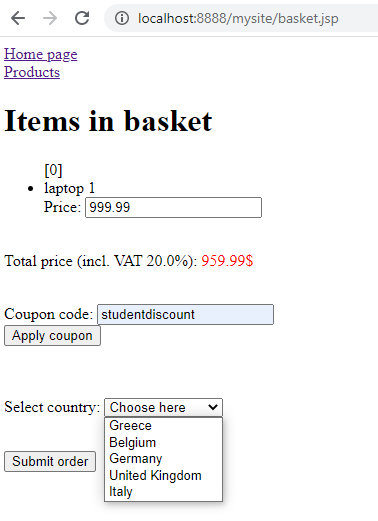 localhost:8888/mysite/basket.jsp
Home page
Products
Items in basket
[0]
laptop 1
Price: 999.99
Total price (incl. VAT 20.0%): 959.99$
Coupon code: studentdiscount
Apply coupon
Select country: Choose here
Greece
Belgium
Germany
United Kingdom
Italy
Submit order